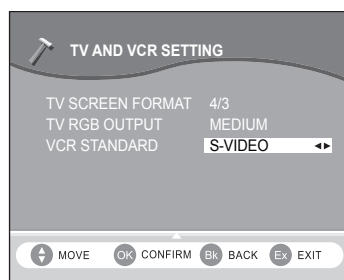 TV AND VCR SETTING
TV SCREEN FORMAT 4/3
TV RGB OUTPUT MEDIUM
VCR STANDARD S-VIDEO
MOVE OK CONFIRM Bk BACK Ex EXIT